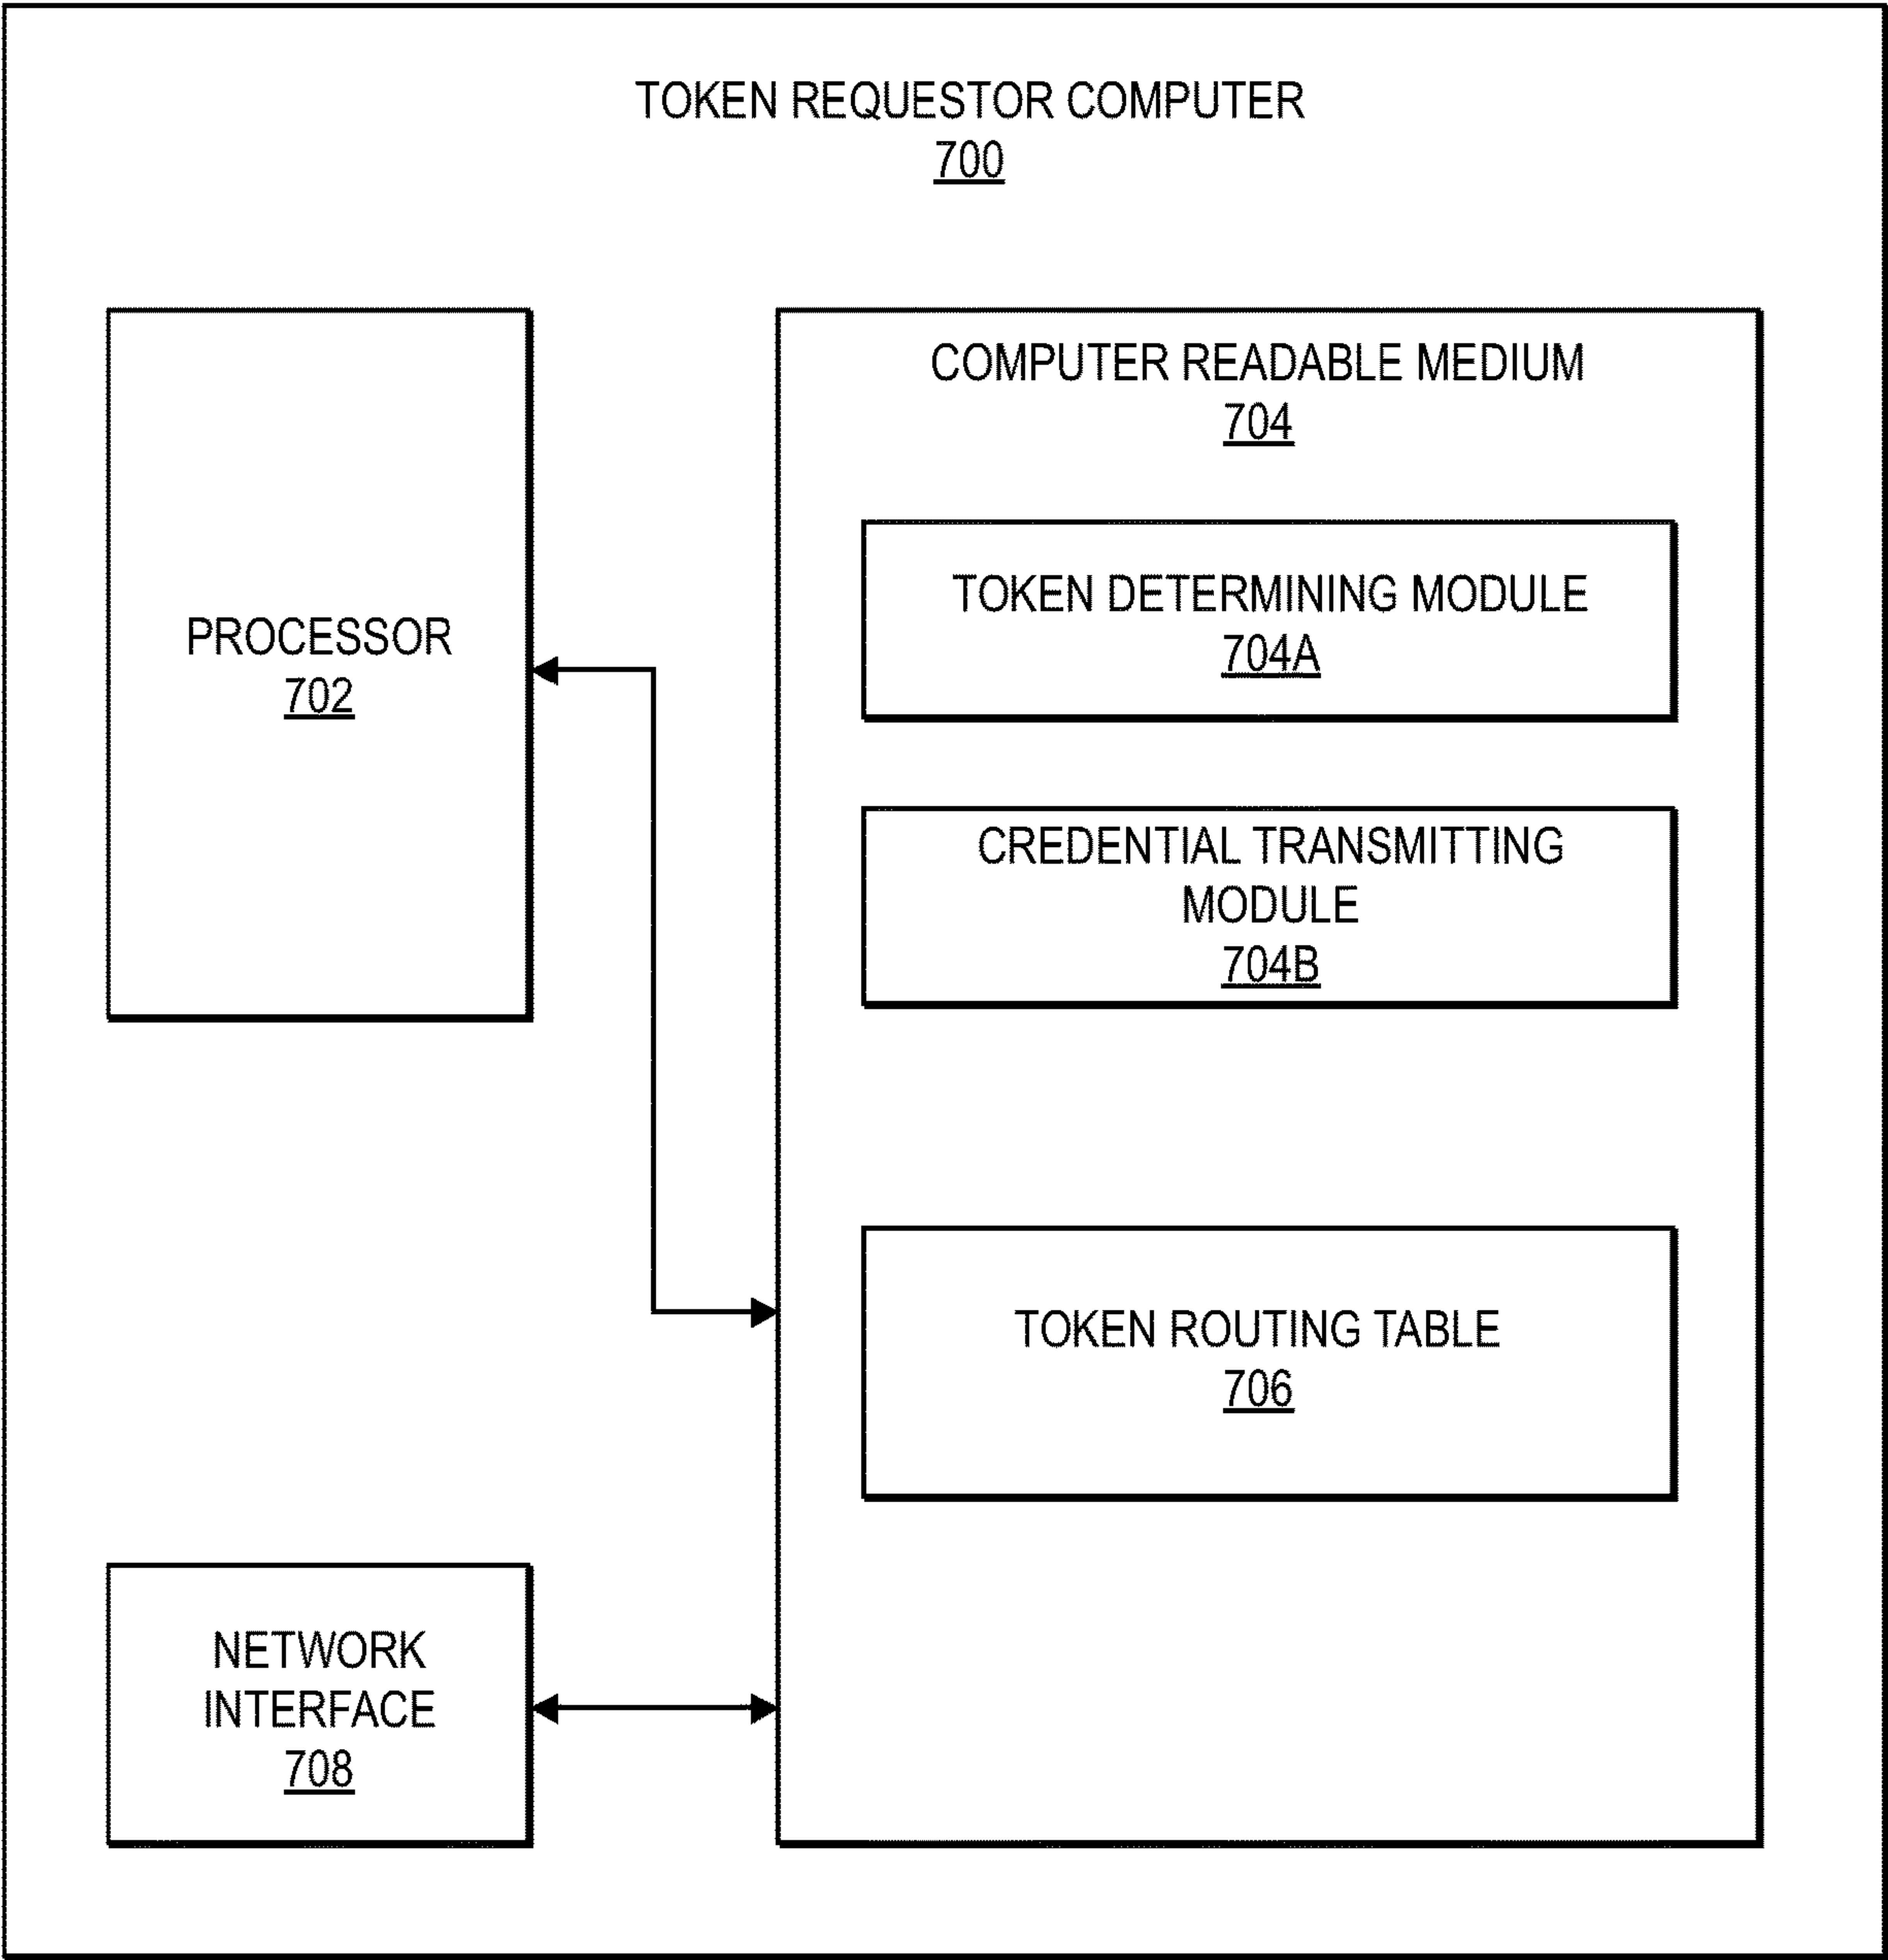 TOKEN REQUESTOR COMPUTER
700
PROCESSOR
702
COMPUTER READABLE MEDIUM
704
TOKEN DETERMINING MODULE
704A
CREDENTIAL TRANSMITTING
MODULE
704B
TOKEN ROUTING TABLE
706
NETWORK
INTERFACE
708